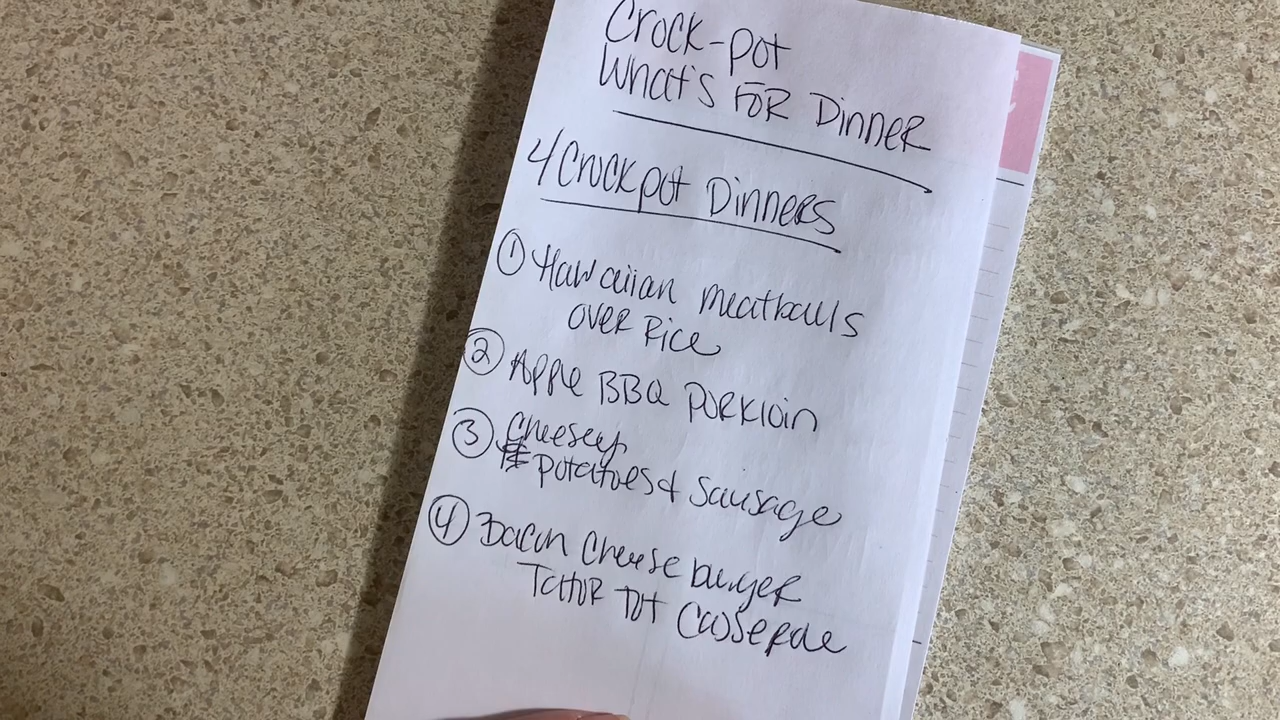 Crock-pot
What's FOR Dinner
4 Crockpot Dinners
① Hawaiian meatballs
over Rice
② Apple BBQ porkloin
③ Cheesey
potatoes & Sausage
④ Bacon Cheese burger
Tator Tot Casserole